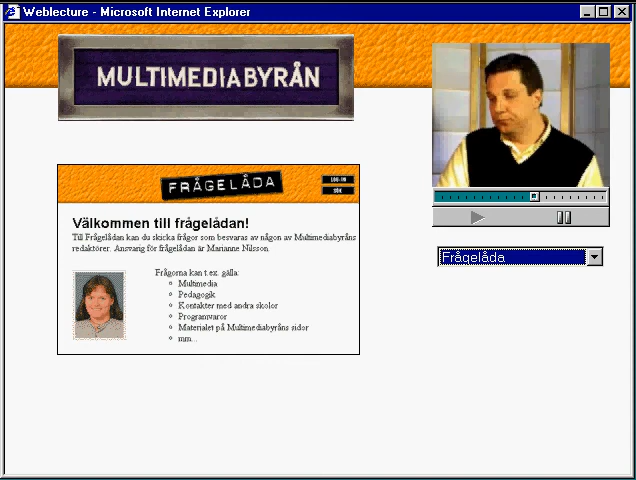 Weblecture - Microsoft Internet Explorer
MULTIMEDIABYRÅN
FRÅGELÅDA
LOGIN
SÖK
Välkommen till frågelådan!
Till Frågelådan kan du skicka frågor som besvaras av någon av Multimediabyråns
redaktörer. Ansvarig för frågelådan är Marianne Nilsson.
Frågorna kan t.ex. gälla:
Multimedia
Pedagogik
Kontakter med andra skolor
Programvaror
Materialet på Multimediabyråns sidor
mm...
Frågelåda